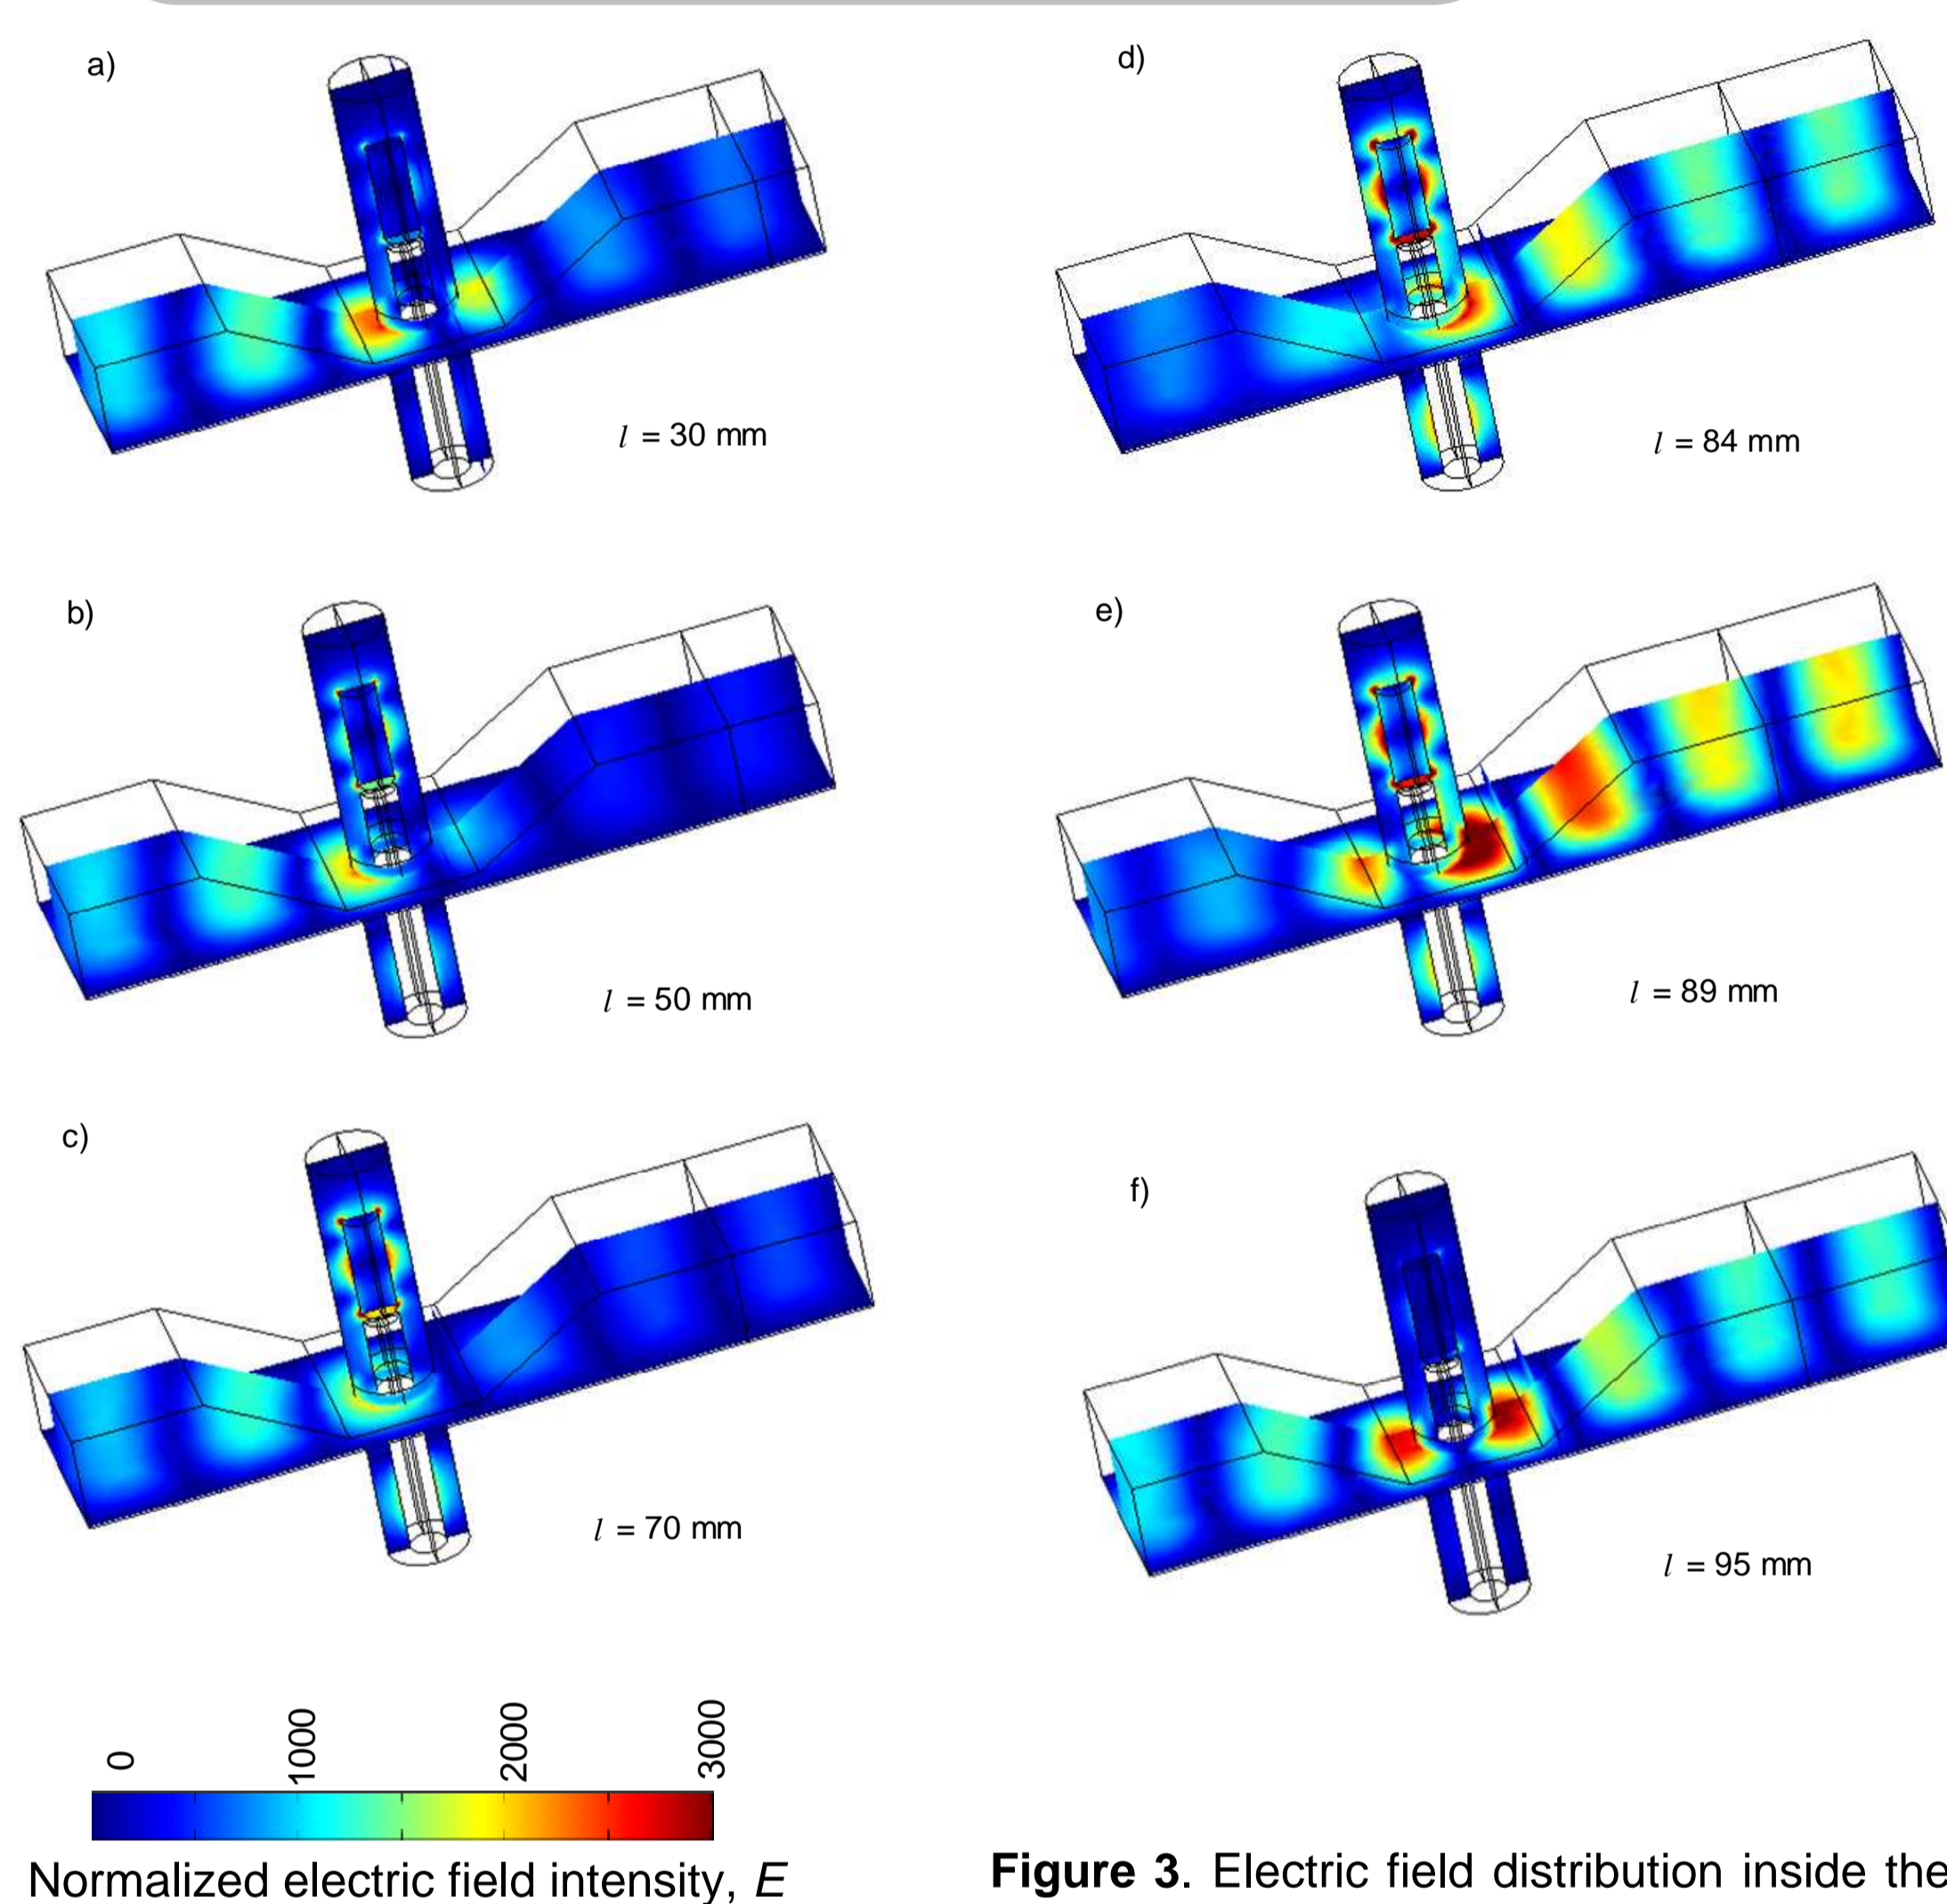 a)
l = 30 mm
b)
l = 50 mm
c)
l = 70 mm
d)
l = 84 mm
e)
l = 89 mm
f)
l = 95 mm
0 1000 2000 3000
Normalized electric field intensity, E
Figure 3. Electric field distribution inside the